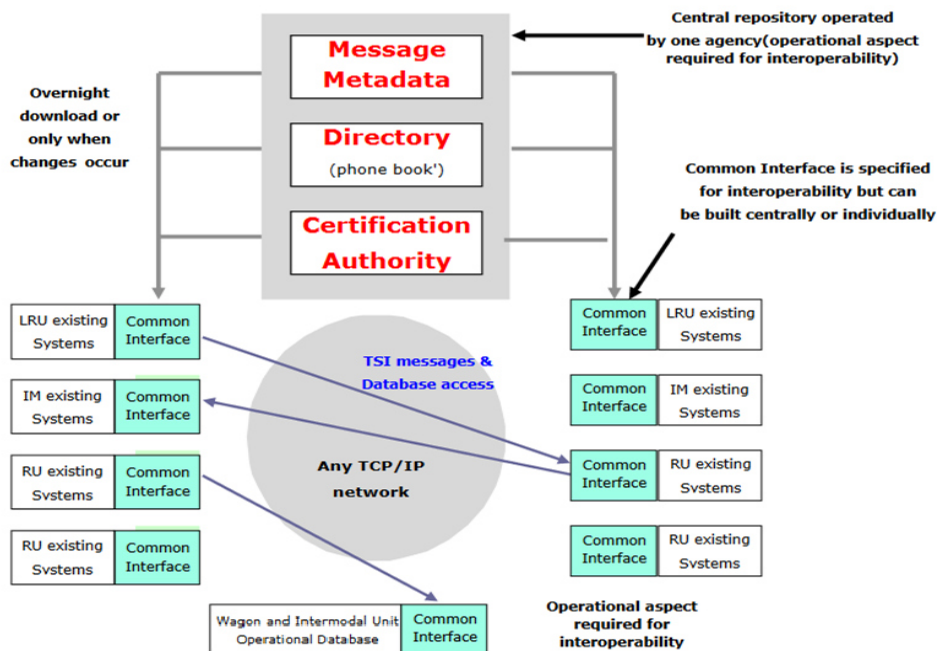 Message
Metadata
Directory
(phone book')
Certification
Authority
Central repository operated
by one agency(operational aspect
required for interoperability)
Overnight
download or
only when
changes occur
Common Interface is specified
for interoperability but can
be built centrally or individually
LRU existing
Systems
Common
Interface
IM existing
Systems
Common
Interface
RU existing
Systems
Common
Interface
RU existing
Systems
Common
Interface
TSI messages &
Database access
Any TCP/IP
network
Common
Interface
LRU existing
Systems
Common
Interface
IM existing
Systems
Common
Interface
RU existing
Systems
Common
Interface
RU existing
Systems
Wagon and Intermodal Unit
Operational Database
Common
Interface
Operational aspect
required for
interoperability